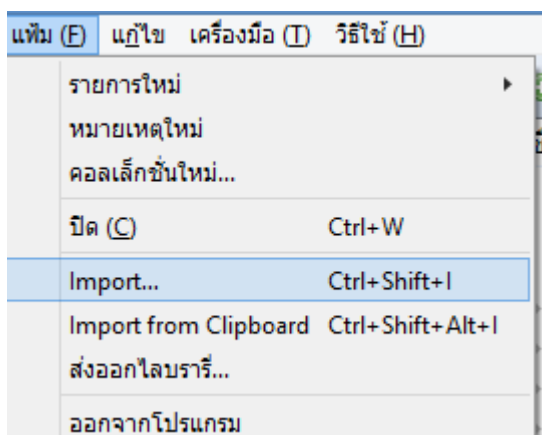 แฟ้ม (F) แก้ไข เครื่องมือ (T) วิธีใช้ (H)
รายการใหม่
หมายเหตุใหม่
คอลเล็กชั่นใหม่...
ปิด (C) Ctrl+W
Import... Ctrl+Shift+I
Import from Clipboard Ctrl+Shift+Alt+I
ส่งออกไลบรารี่...
ออกจากโปรแกรม